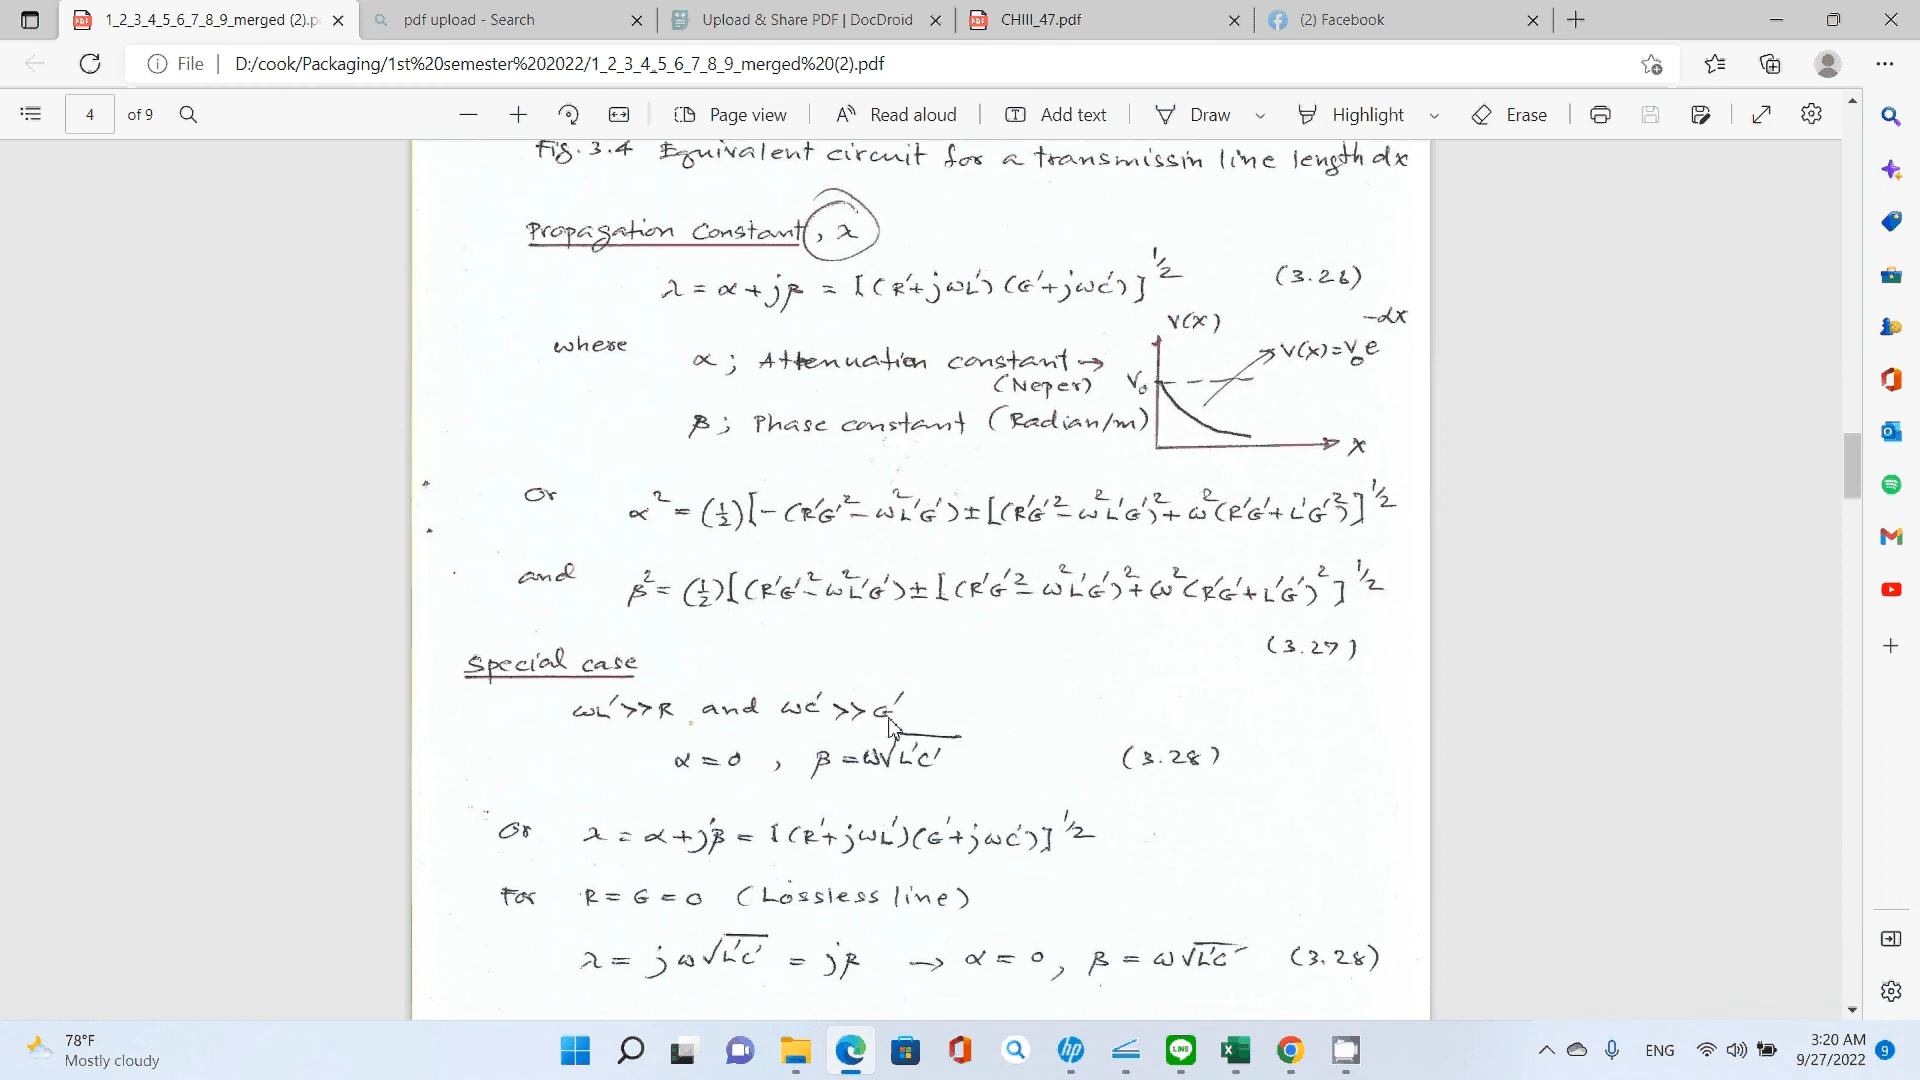 1_2_3_4_5_6_7_8_9_merged (2).p
pdf upload - Search
Upload & Share PDF | DocDroid
CHIII_47.pdf
(2) Facebook
File
D:/cook/Packaging/1st%20semester%202022/1_2_3_4_5_6_7_8_9_merged%20(2).pdf
4 of 9
Page view
Read aloud
Add text
Draw
Highlight
Erase
Fig. 3.4 Equivalent circuit for a transmissin line length dx
Propagation Constant, λ
λ = α + jβ = [(R'+jωL')(G'+jωC')]^1/2 (3.26)
where
α ; Attenuation constant →
(Neper)
β ; Phase constant (Radian/m)
V(x)
V(x) = V₀e^-αx
V₀
x
or α² = (1/2)[-(R'G'² - ω²L'G') ± [(R'G'² - ω²L'G')² + ω²(R'G' + L'G'²)]^1/2
and β² = (1/2)[(R'G'² - ω²L'G') ± [(R'G'² - ω²L'G')² + ω²(R'G' + L'G')²]^1/2
(3.27)
Special case
ωL' >> R and ωC' >> G'
α = 0 , β = ω√L'C' (3.28)
Or λ = α + jβ = [(R'+jωL')(G'+jωC')]^1/2
For R = G = 0 (Lossless line)
λ = jω√L'C' = jβ → α = 0, β = ω√L'C' (3.28)
78°F
Mostly cloudy
ENG
3:20 AM
9/27/2022
9